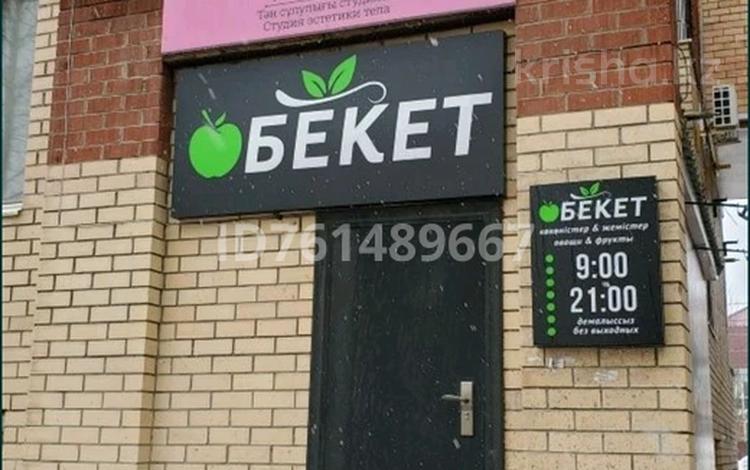 Тән сұлулығы студия
Студия эстетики тела
krisha.kz
БЕКЕТ
БЕКЕТ
көкөністер & жемістер
овощи & фрукты
9:00
21:00
демалыссыз
без выходных
ID761489667